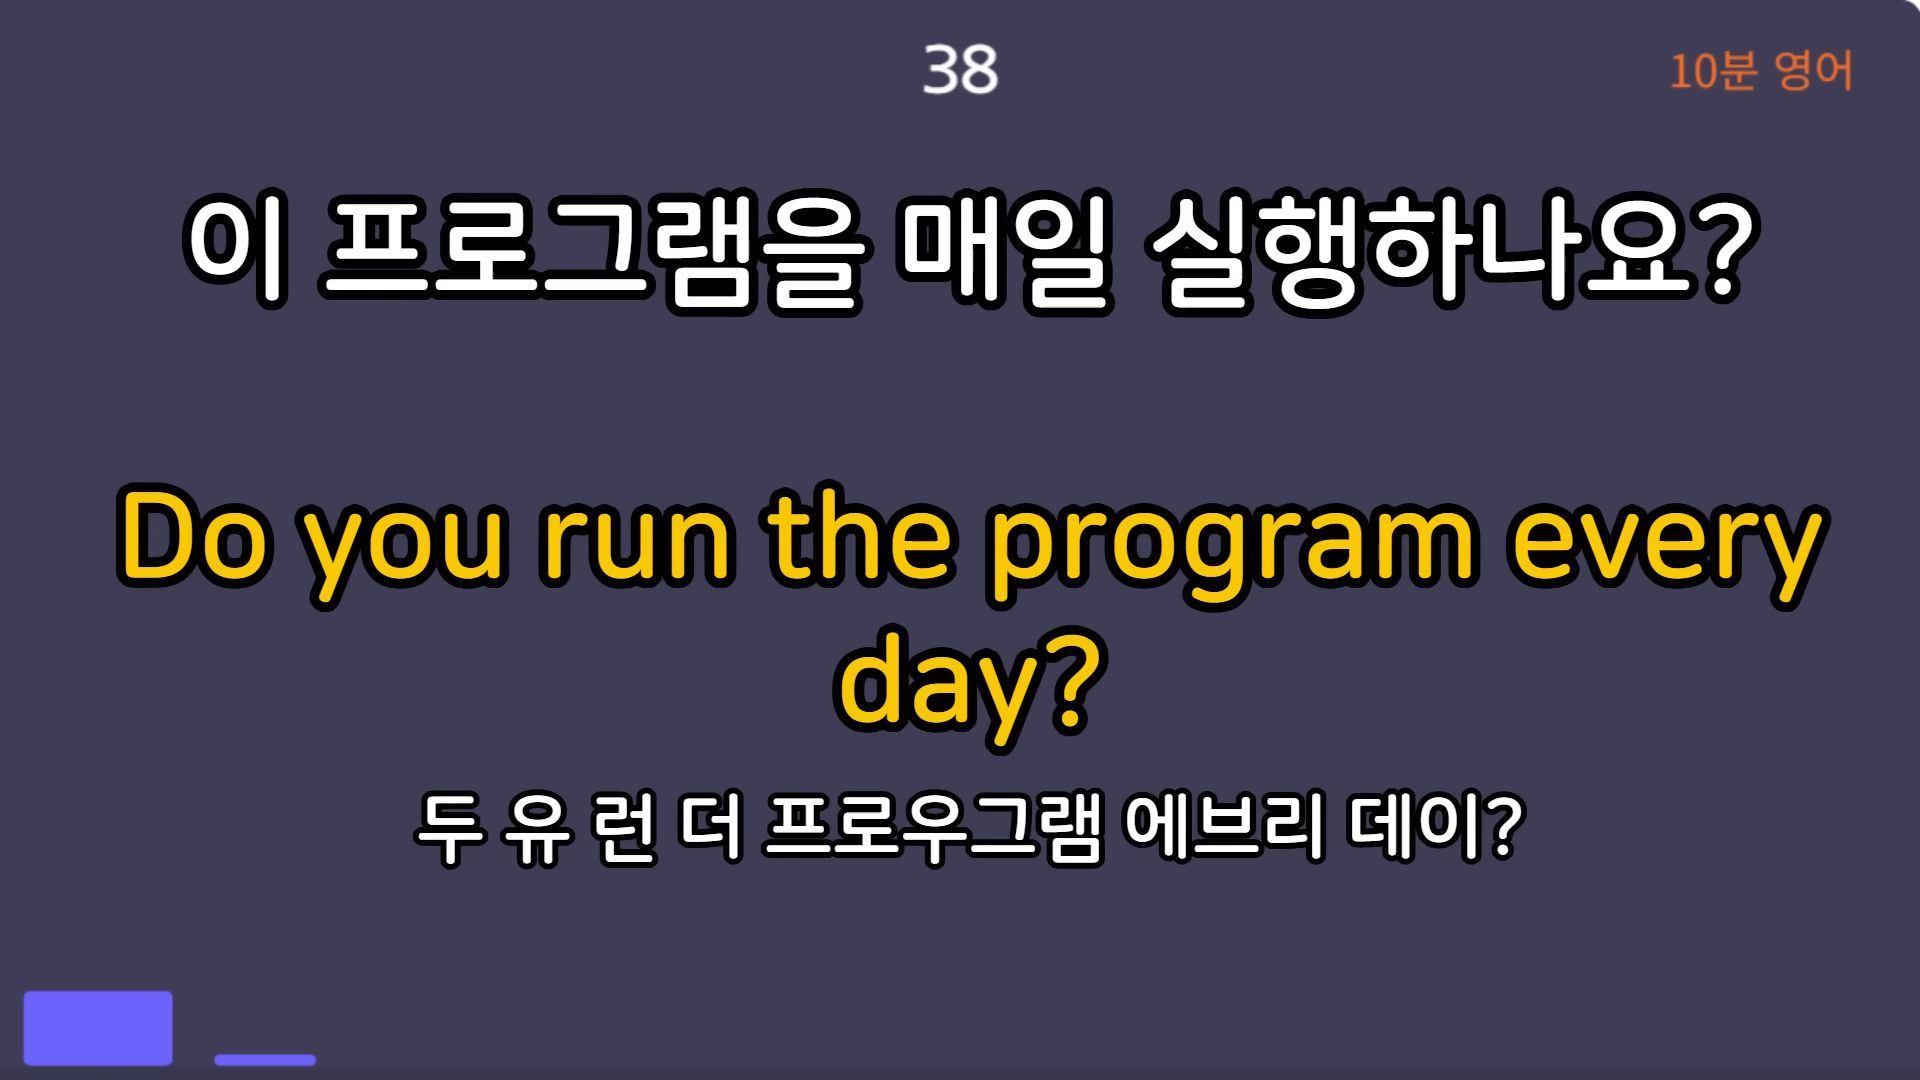 38
10분 영어
이 프로그램을 매일 실행하나요?
Do you run the program every
day?
두 유 런 더 프로우그램 에브리 데이?